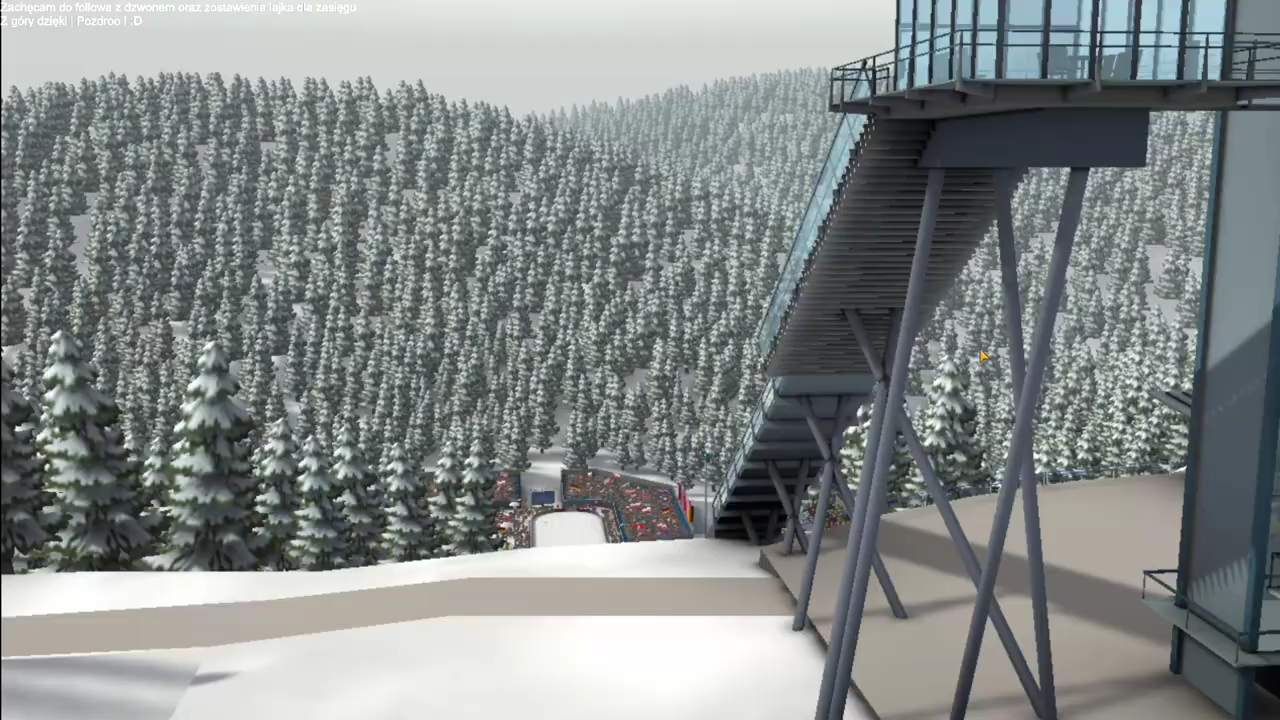 Zachęcam do followa z dzwonem oraz zostawienia lajka dla zasięgu
Z góry dzięki | Pozdroo | :D